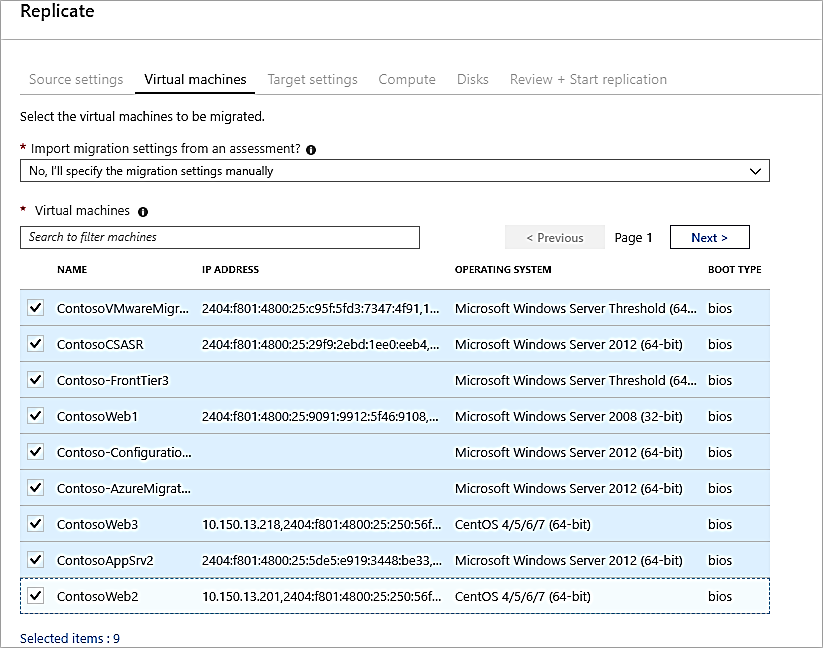 Replicate
Source settings Virtual machines Target settings Compute Disks Review + Start replication
Select the virtual machines to be migrated.
* Import migration settings from an assessment?
No, I'll specify the migration settings manually
* Virtual machines
Search to filter machines < Previous Page 1 Next >
NAME IP ADDRESS OPERATING SYSTEM BOOT TYPE
ContosoVMwareMigr... 2404:f801:4800:25:c95f:5fd3:7347:4f91,1... Microsoft Windows Server Threshold (64... bios
ContosoCSASR 2404:f801:4800:25:29f9:2ebd:1ee0:eeb4,... Microsoft Windows Server 2012 (64-bit) bios
Contoso-FrontTier3 Microsoft Windows Server Threshold (64... bios
ContosoWeb1 2404:f801:4800:25:9091:9912:5f46:9108,... Microsoft Windows Server 2008 (32-bit) bios
Contoso-Configuratio... Microsoft Windows Server 2012 (64-bit) bios
Contoso-AzureMigrat... Microsoft Windows Server 2012 (64-bit) bios
ContosoWeb3 10.150.13.218,2404:f801:4800:25:250:56f... CentOS 4/5/6/7 (64-bit) bios
ContosoAppSrv2 2404:f801:4800:25:5de5:e919:3448:be33,... Microsoft Windows Server 2012 (64-bit) bios
ContosoWeb2 10.150.13.201,2404:f801:4800:25:250:56f... CentOS 4/5/6/7 (64-bit) bios
Selected items : 9